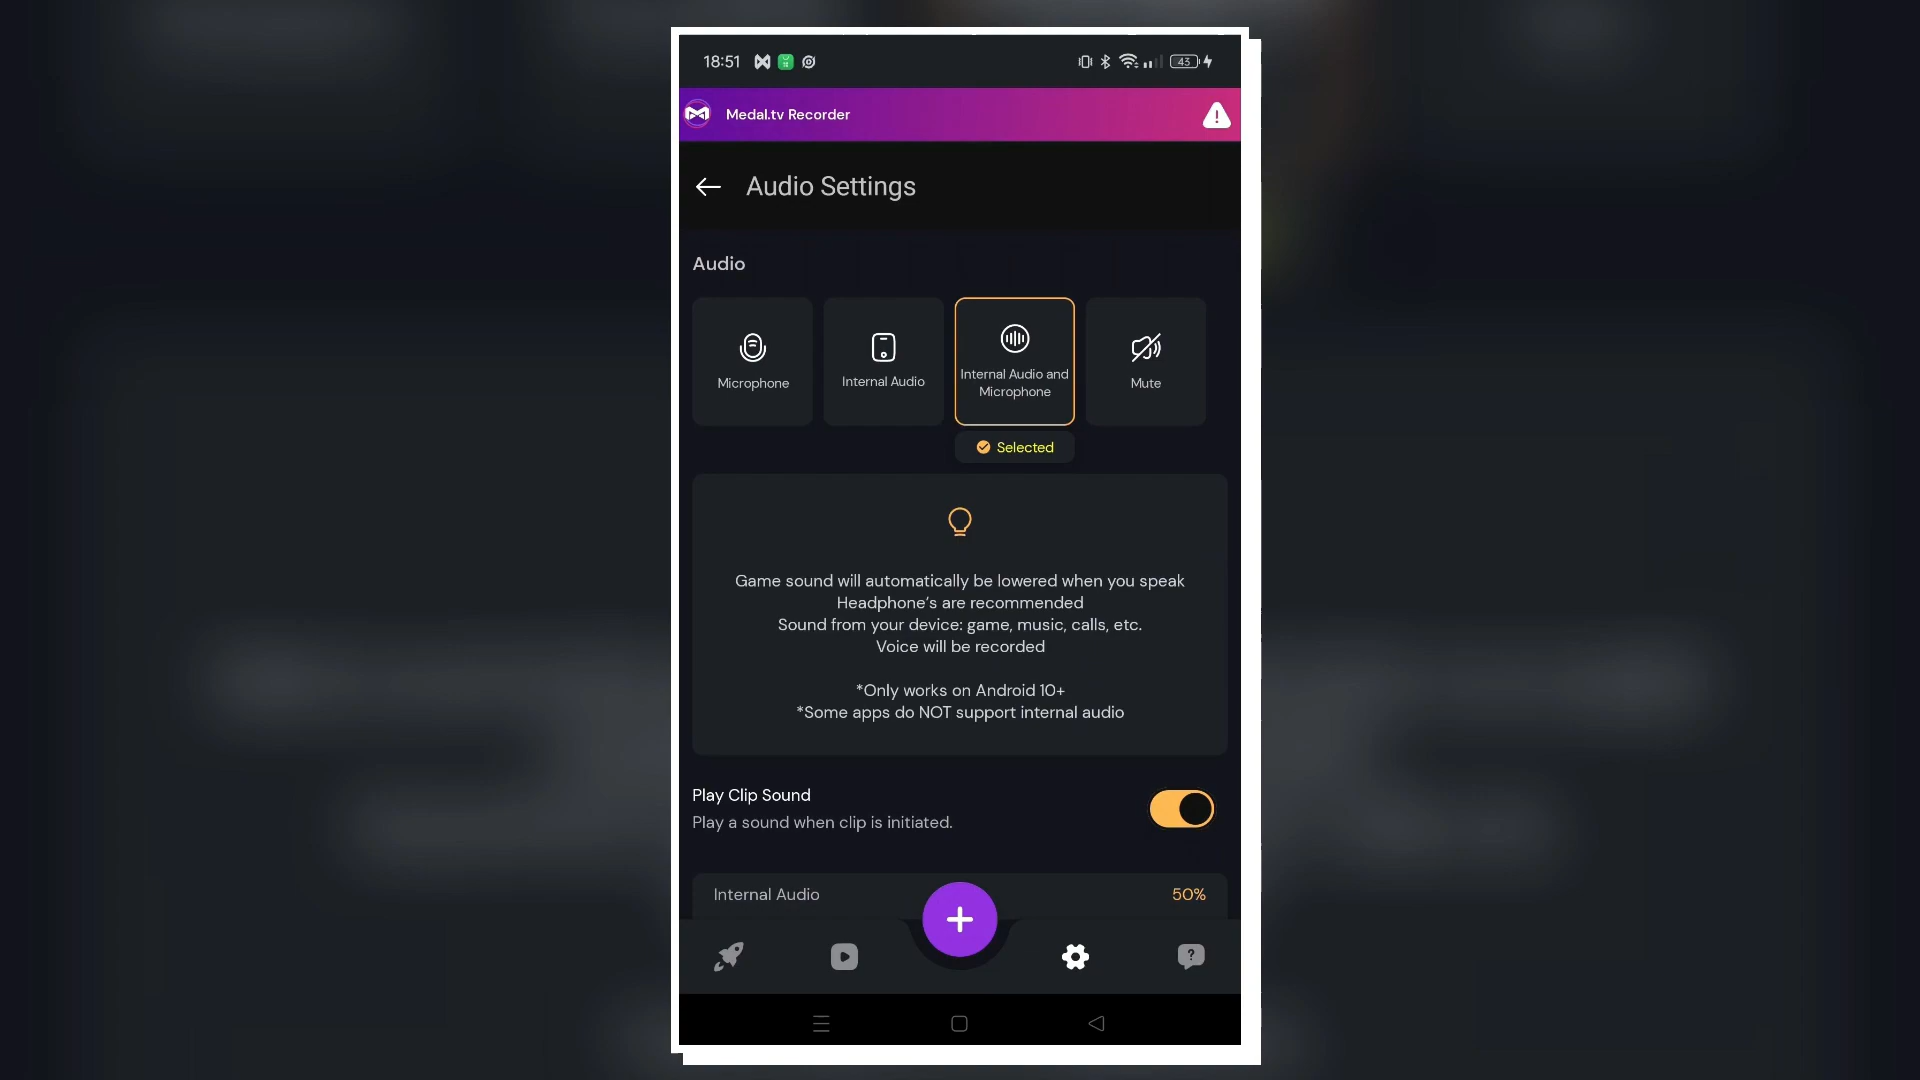 18:51
43
Medal.tv Recorder
Audio Settings
Audio
Microphone
Internal Audio
Internal Audio and
Microphone
Mute
Selected
Game sound will automatically be lowered when you speak
Headphone's are recommended
Sound from your device: game, music, calls, etc.
Voice will be recorded
*Only works on Android 10+
*Some apps do NOT support internal audio
Play Clip Sound
Play a sound when clip is initiated.
Internal Audio
50%